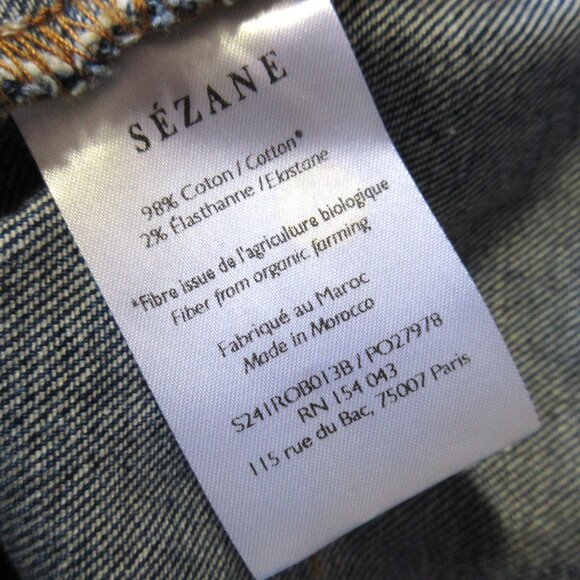 SÉZANE
98% Coton / Cotton*
2% Élasthanne / Elastane
*Fibre issue de l'agriculture biologique
Fiber from organic farming
Fabriqué au Maroc
Made in Morocco
S241ROB013B / PO27978
RN 154 043
115 rue du Bac, 75007 Paris